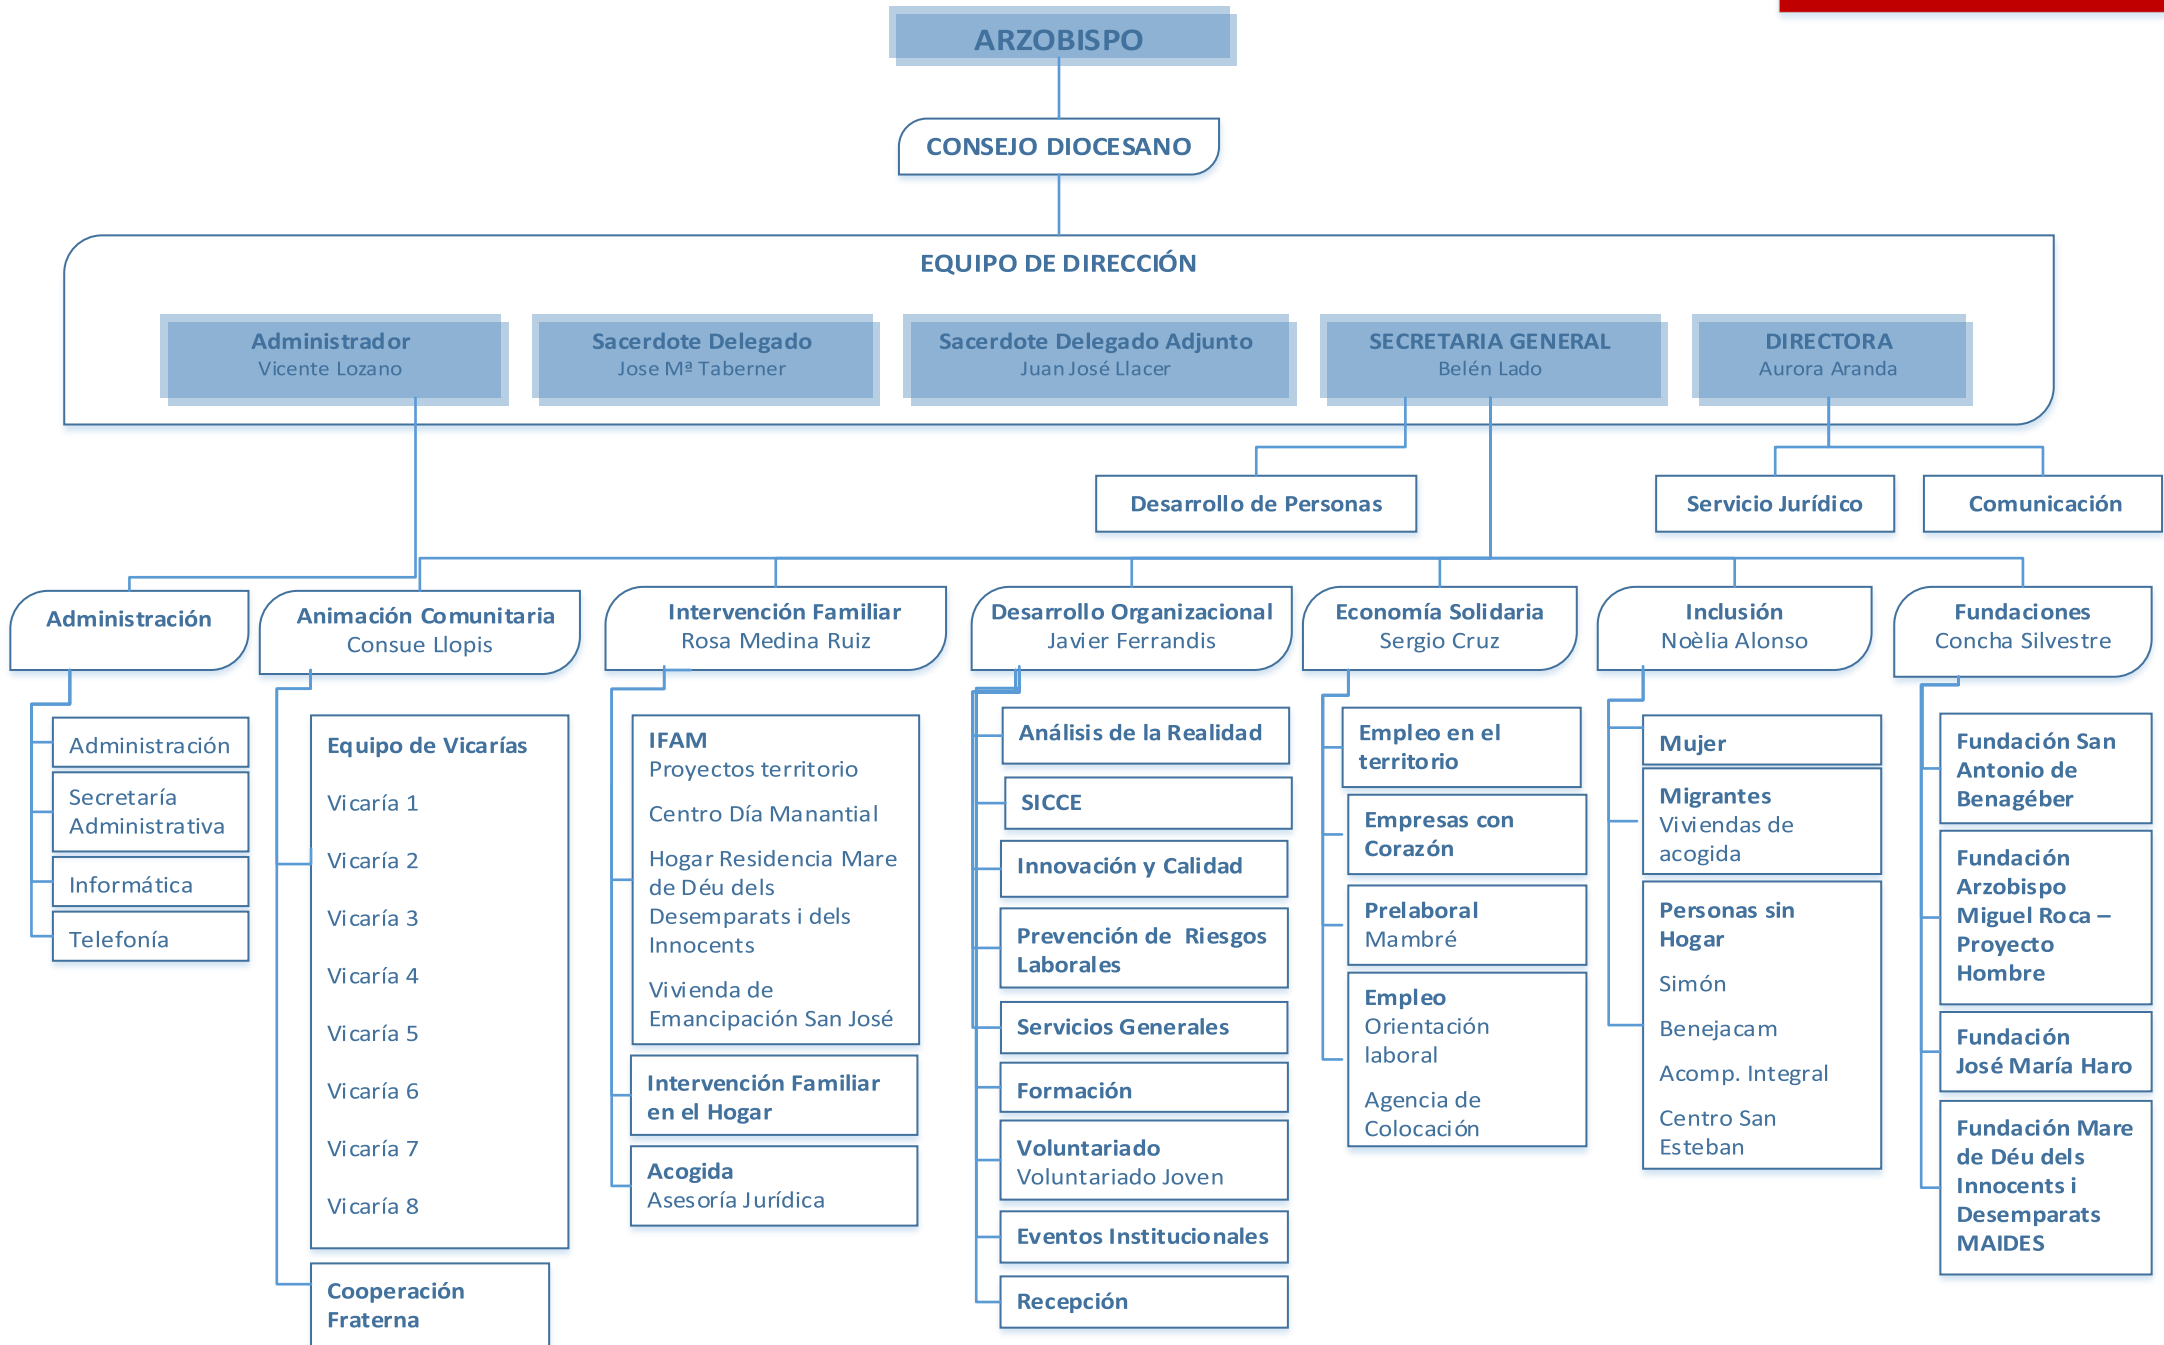 ARZOBISPO
CONSEJO DIOCESANO
EQUIPO DE DIRECCIÓN
Administrador
Vicente Lozano
Sacerdote Delegado
Jose Mª Taberner
Sacerdote Delegado Adjunto
Juan José Llacer
SECRETARIA GENERAL
Belén Lado
DIRECTORA
Aurora Aranda
Desarrollo de Personas
Servicio Jurídico
Comunicación
Administración
Administración
Secretaría
Administrativa
Informática
Telefonía
Animación Comunitaria
Consue Llopis
Equipo de Vicarías
Vicaría 1
Vicaría 2
Vicaría 3
Vicaría 4
Vicaría 5
Vicaría 6
Vicaría 7
Vicaría 8
Cooperación
Fraterna
Intervención Familiar
Rosa Medina Ruiz
IFAM
Proyectos territorio
Centro Día Manantial
Hogar Residencia Mare
de Déu dels
Desemparats i dels
Innocents
Vivienda de
Emancipación San José
Intervención Familiar
en el Hogar
Acogida
Asesoría Jurídica
Desarrollo Organizacional
Javier Ferrandis
Análisis de la Realidad
SICCE
Innovación y Calidad
Prevención de Riesgos
Laborales
Servicios Generales
Formación
Voluntariado
Voluntariado Joven
Eventos Institucionales
Recepción
Economía Solidaria
Sergio Cruz
Empleo en el
territorio
Empresas con
Corazón
Prelaboral
Mambré
Empleo
Orientación
laboral
Agencia de
Colocación
Inclusión
Noèlia Alonso
Mujer
Migrantes
Viviendas de
acogida
Personas sin
Hogar
Simón
Benejacam
Acomp. Integral
Centro San
Esteban
Fundaciones
Concha Silvestre
Fundación San
Antonio de
Benagéber
Fundación
Arzobispo
Miguel Roca –
Proyecto
Hombre
Fundación
José María Haro
Fundación Mare
de Déu dels
Innocents i
Desemparats
MAIDES